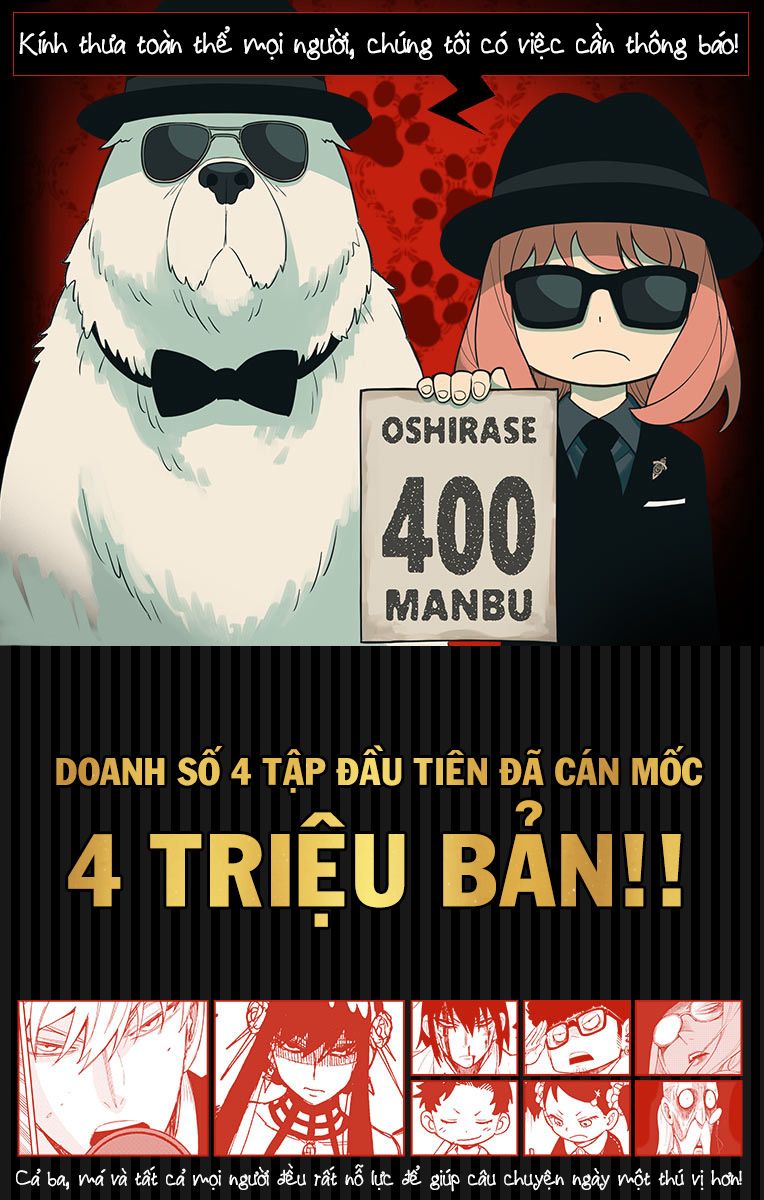 Kính thưa toàn thể mọi người, chúng tôi có việc cần thông báo!
OSHIRASE
400
MANBU
DOANH SỐ 4 TẬP ĐẦU TIÊN ĐÃ CÁN MỐC
4 TRIỆU BẢN!!
Cả ba, má và tất cả mọi người đều rất nỗ lực để giúp câu chuyện ngày một thú vị hơn!